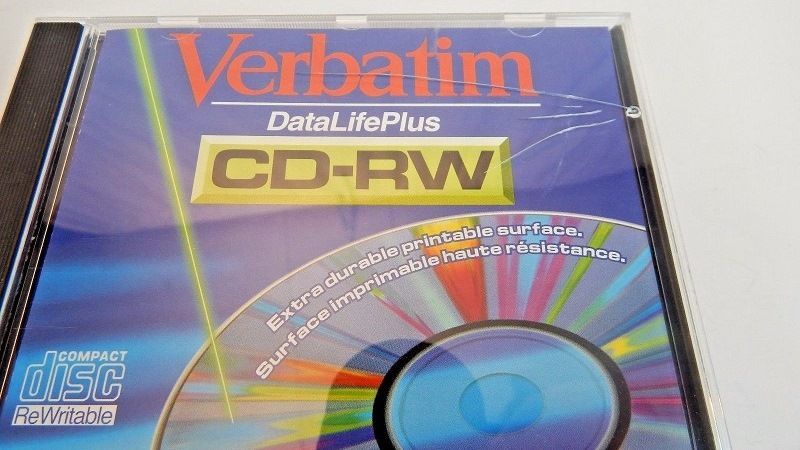 Verbatim
DataLifePlus
CD-RW
Extra durable printable surface.
Surface imprimable haute résistance.
COMPACT
disc
ReWritable